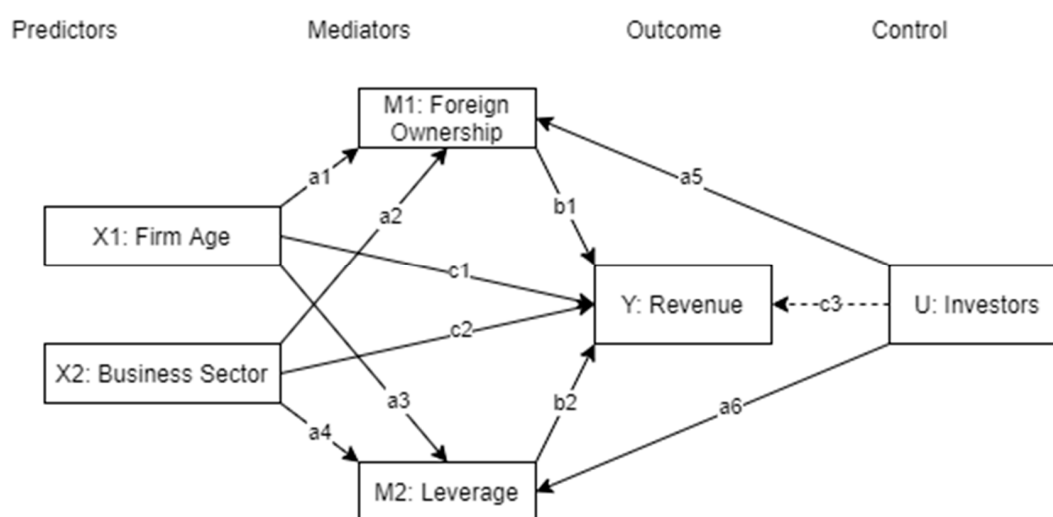 Predictors
Mediators
Outcome
Control
M1: Foreign
Ownership
a1
a5
a2
b1
X1: Firm Age
c1
Y: Revenue
c3
U: Investors
c2
X2: Business Sector
a3
b2
a6
a4
M2: Leverage